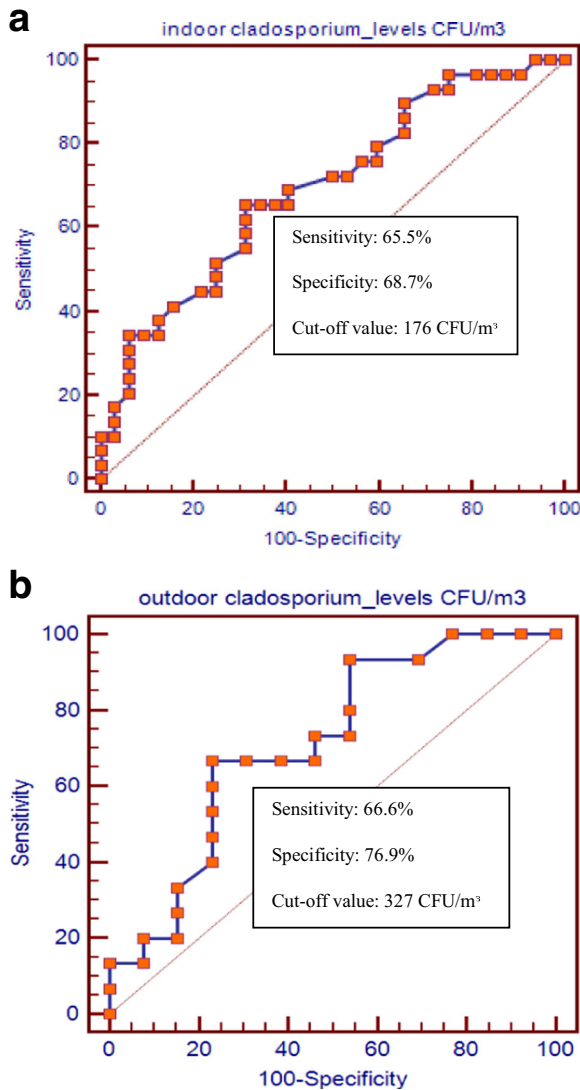 a
indoor cladosporium_levels CFU/m3
100
80
60
40
20
0
Sensitivity
Sensitivity: 65.5%
Specificity: 68.7%
Cut-off value: 176 CFU/m³
0 20 40 60 80 100
100-Specificity
b
outdoor cladosporium_levels CFU/m3
100
80
60
40
20
0
Sensitivity
Sensitivity: 66.6%
Specificity: 76.9%
Cut-off value: 327 CFU/m³
0 20 40 60 80 100
100-Specificity